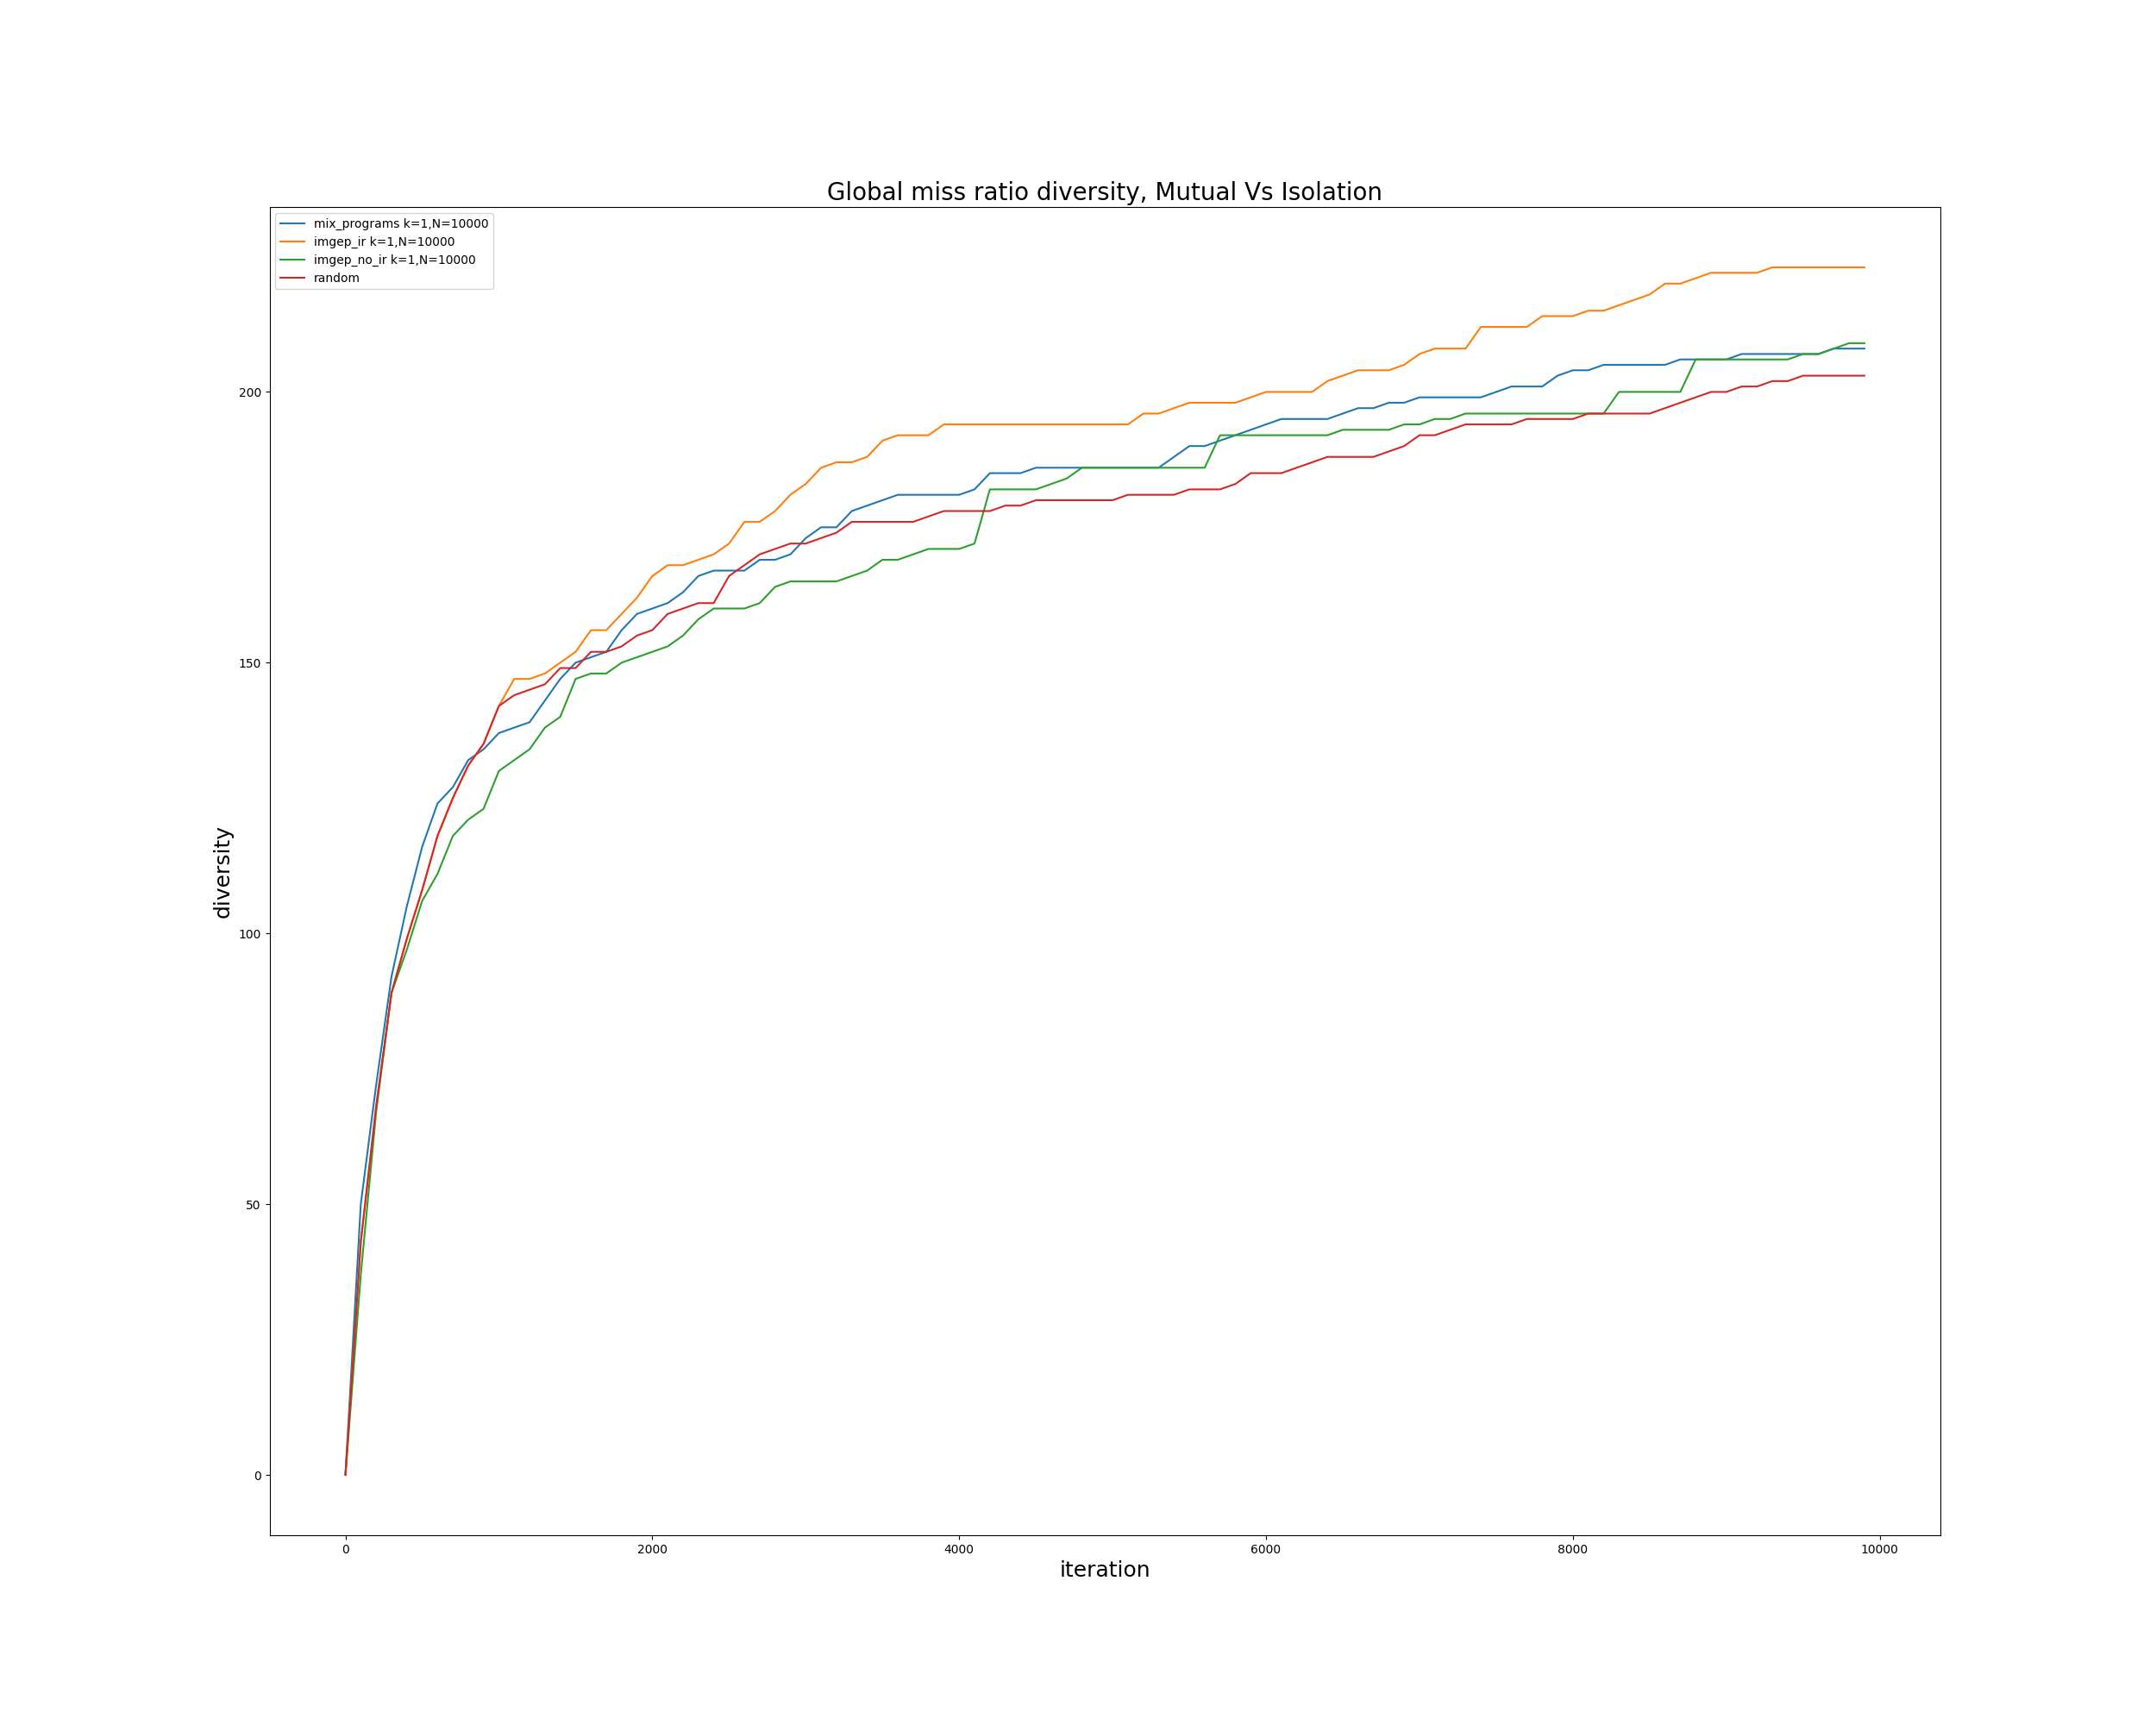 Global miss ratio diversity, Mutual Vs Isolation
mix_programs k=1,N=10000
imgep_ir k=1,N=10000
imgep_no_ir k=1,N=10000
random
200
150
100
50
0
diversity
0 2000 4000 6000 8000 10000
iteration